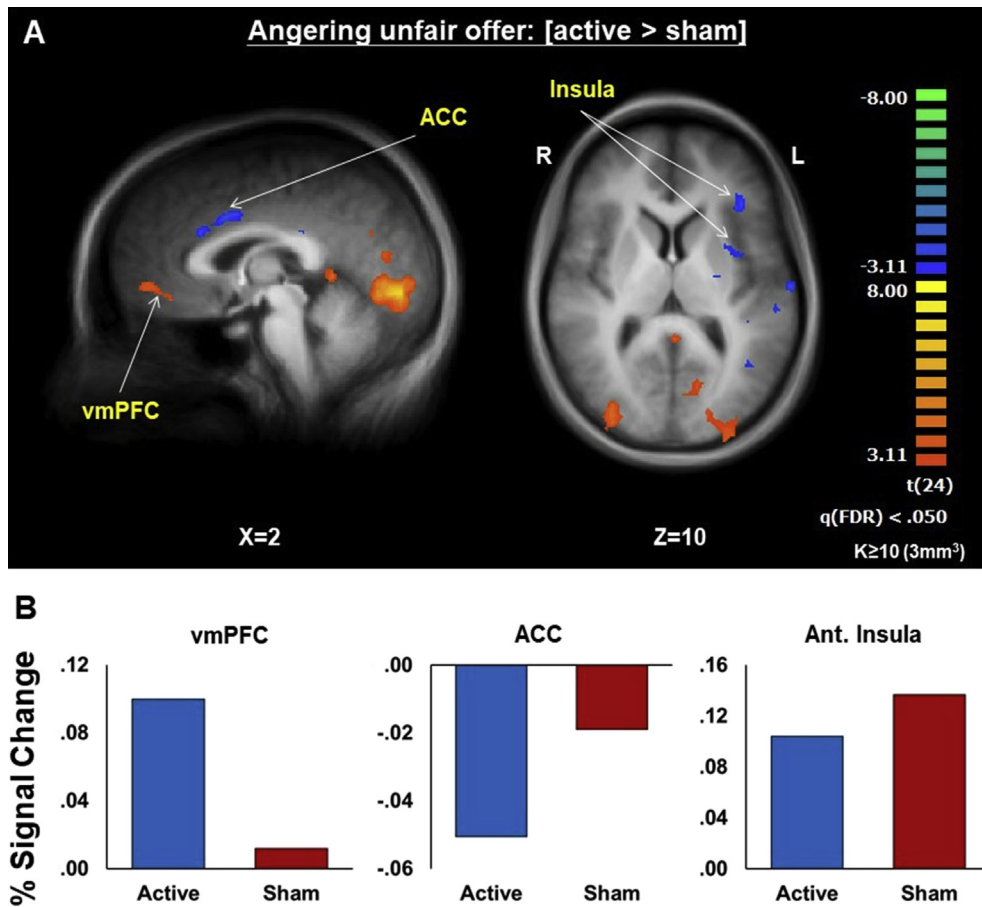 A
Angering unfair offer: [active > sham]
ACC
Insula
R
L
vmPFC
X=2
Z=10
-8.00
-3.11
8.00
3.11
t(24)
q(FDR) < .050
K≥10 (3mm³)
B
% Signal Change
vmPFC
.12
.08
.04
.00
Active
Sham
ACC
.00
-.02
-.04
-.06
Active
Sham
Ant. Insula
.16
.12
.08
.04
.00
Active
Sham